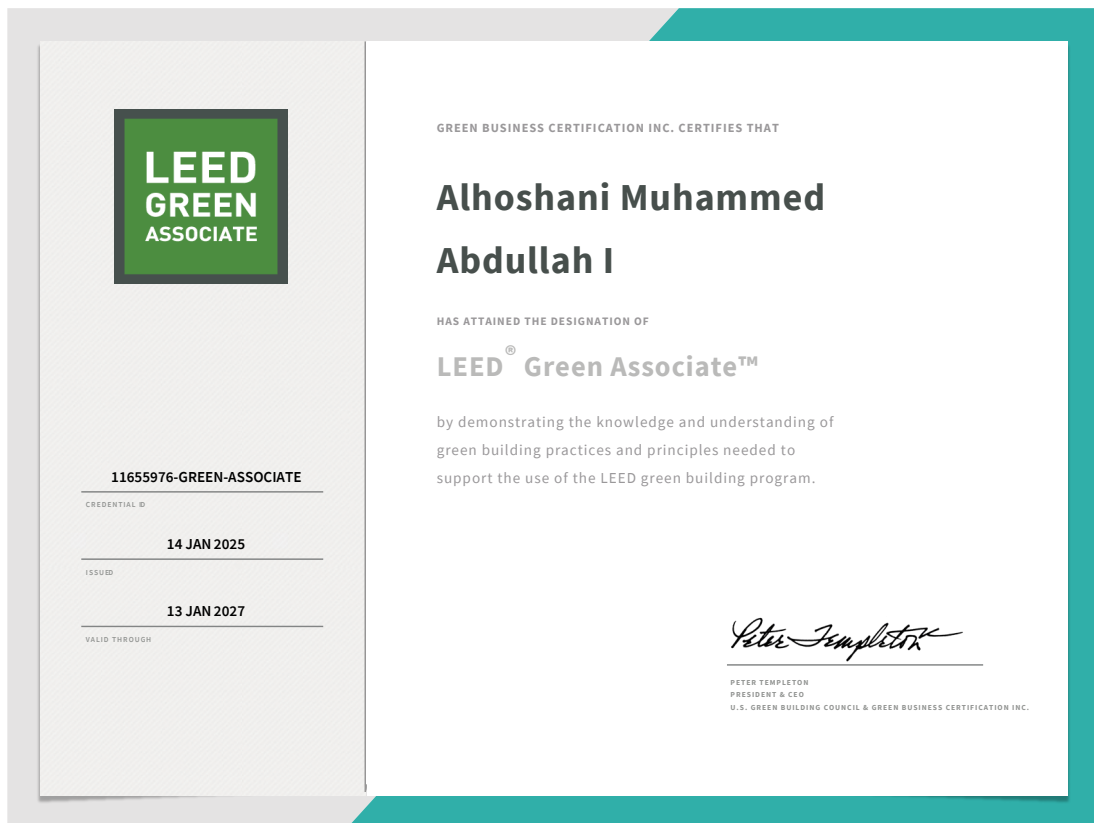 LEED
GREEN
ASSOCIATE
11655976-GREEN-ASSOCIATE
CREDENTIAL ID
14 JAN 2025
ISSUED
13 JAN 2027
VALID THROUGH
GREEN BUSINESS CERTIFICATION INC. CERTIFIES THAT
Alhoshani Muhammed
Abdullah I
HAS ATTAINED THE DESIGNATION OF
LEED® Green Associate™
by demonstrating the knowledge and understanding of
green building practices and principles needed to
support the use of the LEED green building program.
Peter Templeton
PETER TEMPLETON
PRESIDENT & CEO
U.S. GREEN BUILDING COUNCIL & GREEN BUSINESS CERTIFICATION INC.